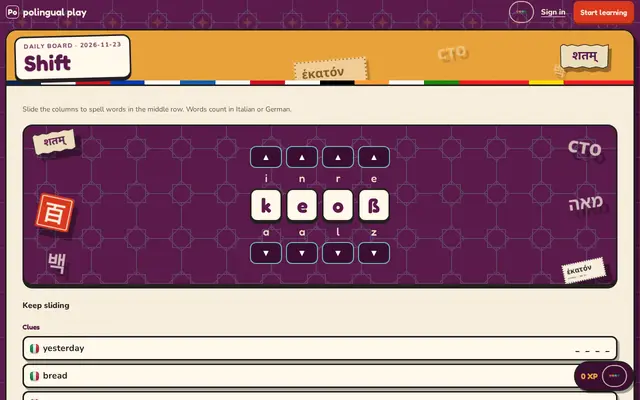 Po polingual play
Sign in
Start learning
DAILY BOARD · 2026-11-23
Shift
ἑκατόν
СТО
शतम्
Slide the columns to spell words in the middle row. Words count in Italian or German.
शतम्
百
백
СТО
מאה
ἑκατόν
▲ ▲ ▲ ▲
i n r e
k e o ß
a a l z
▼ ▼ ▼ ▼
Keep sliding
Clues
yesterday _ _ _ _
bread
0 XP